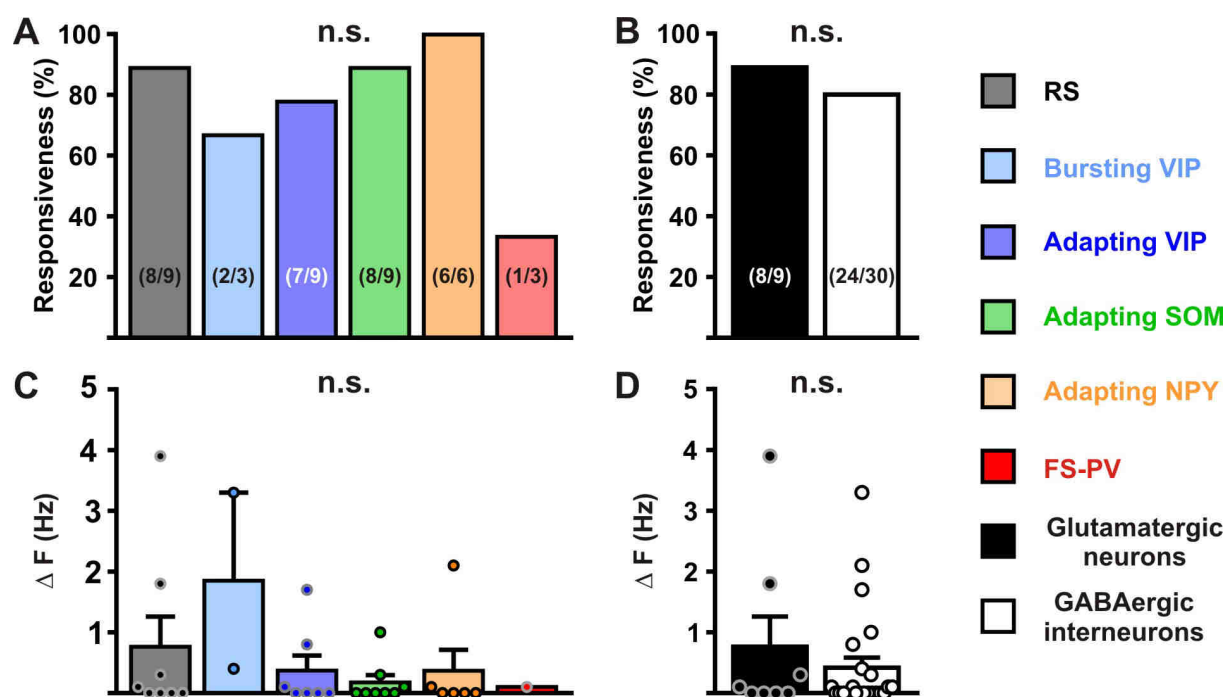 A
n.s.
Responsiveness (%)
100
80
60
40
20
(8/9)
(2/3)
(7/9)
(8/9)
(6/6)
(1/3)
B
n.s.
Responsiveness (%)
100
80
60
40
20
(8/9)
(24/30)
C
n.s.
Δ F (Hz)
5
4
3
2
1
D
n.s.
Δ F (Hz)
5
4
3
2
1
RS
Bursting VIP
Adapting VIP
Adapting SOM
Adapting NPY
FS-PV
Glutamatergic
neurons
GABAergic
interneurons